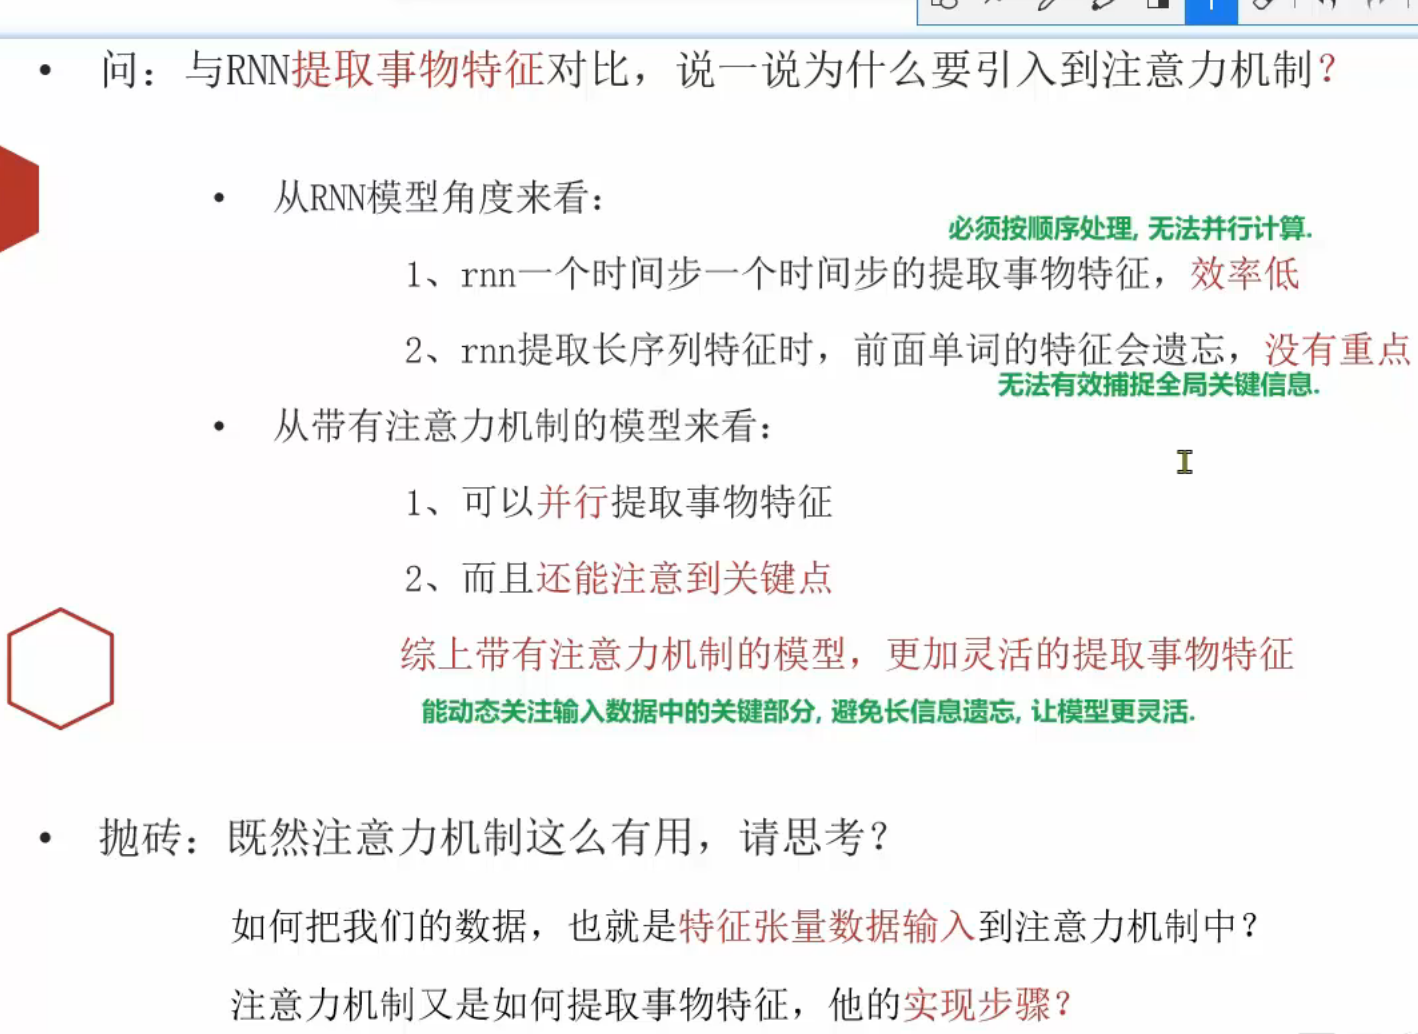 • 问：与RNN提取事物特征对比，说一说为什么要引入到注意力机制？
• 从RNN模型角度来看：
必须按顺序处理, 无法并行计算.
1、rnn一个时间步一个时间步的提取事物特征，效率低
2、rnn提取长序列特征时，前面单词的特征会遗忘，没有重点
无法有效捕捉全局关键信息.
• 从带有注意力机制的模型来看：
1、可以并行提取事物特征
2、而且还能注意到关键点
综上带有注意力机制的模型，更加灵活的提取事物特征
能动态关注输入数据中的关键部分, 避免长信息遗忘, 让模型更灵活.
• 抛砖：既然注意力机制这么有用，请思考？
如何把我们的数据，也就是特征张量数据输入到注意力机制中？
注意力机制又是如何提取事物特征，他的实现步骤？